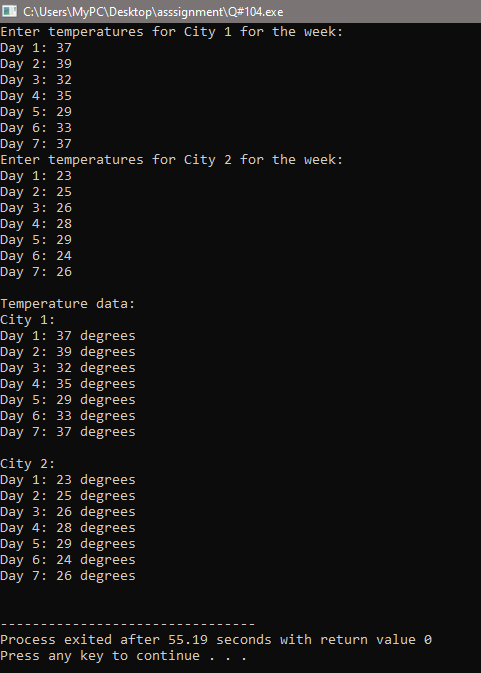 C:\Users\MyPC\Desktop\asssignment\Q#104.exe
Enter temperatures for City 1 for the week:
Day 1: 37
Day 2: 39
Day 3: 32
Day 4: 35
Day 5: 29
Day 6: 33
Day 7: 37
Enter temperatures for City 2 for the week:
Day 1: 23
Day 2: 25
Day 3: 26
Day 4: 28
Day 5: 29
Day 6: 24
Day 7: 26
Temperature data:
City 1:
Day 1: 37 degrees
Day 2: 39 degrees
Day 3: 32 degrees
Day 4: 35 degrees
Day 5: 29 degrees
Day 6: 33 degrees
Day 7: 37 degrees
City 2:
Day 1: 23 degrees
Day 2: 25 degrees
Day 3: 26 degrees
Day 4: 28 degrees
Day 5: 29 degrees
Day 6: 24 degrees
Day 7: 26 degrees
--------------------------------
Process exited after 55.19 seconds with return value 0
Press any key to continue . . .